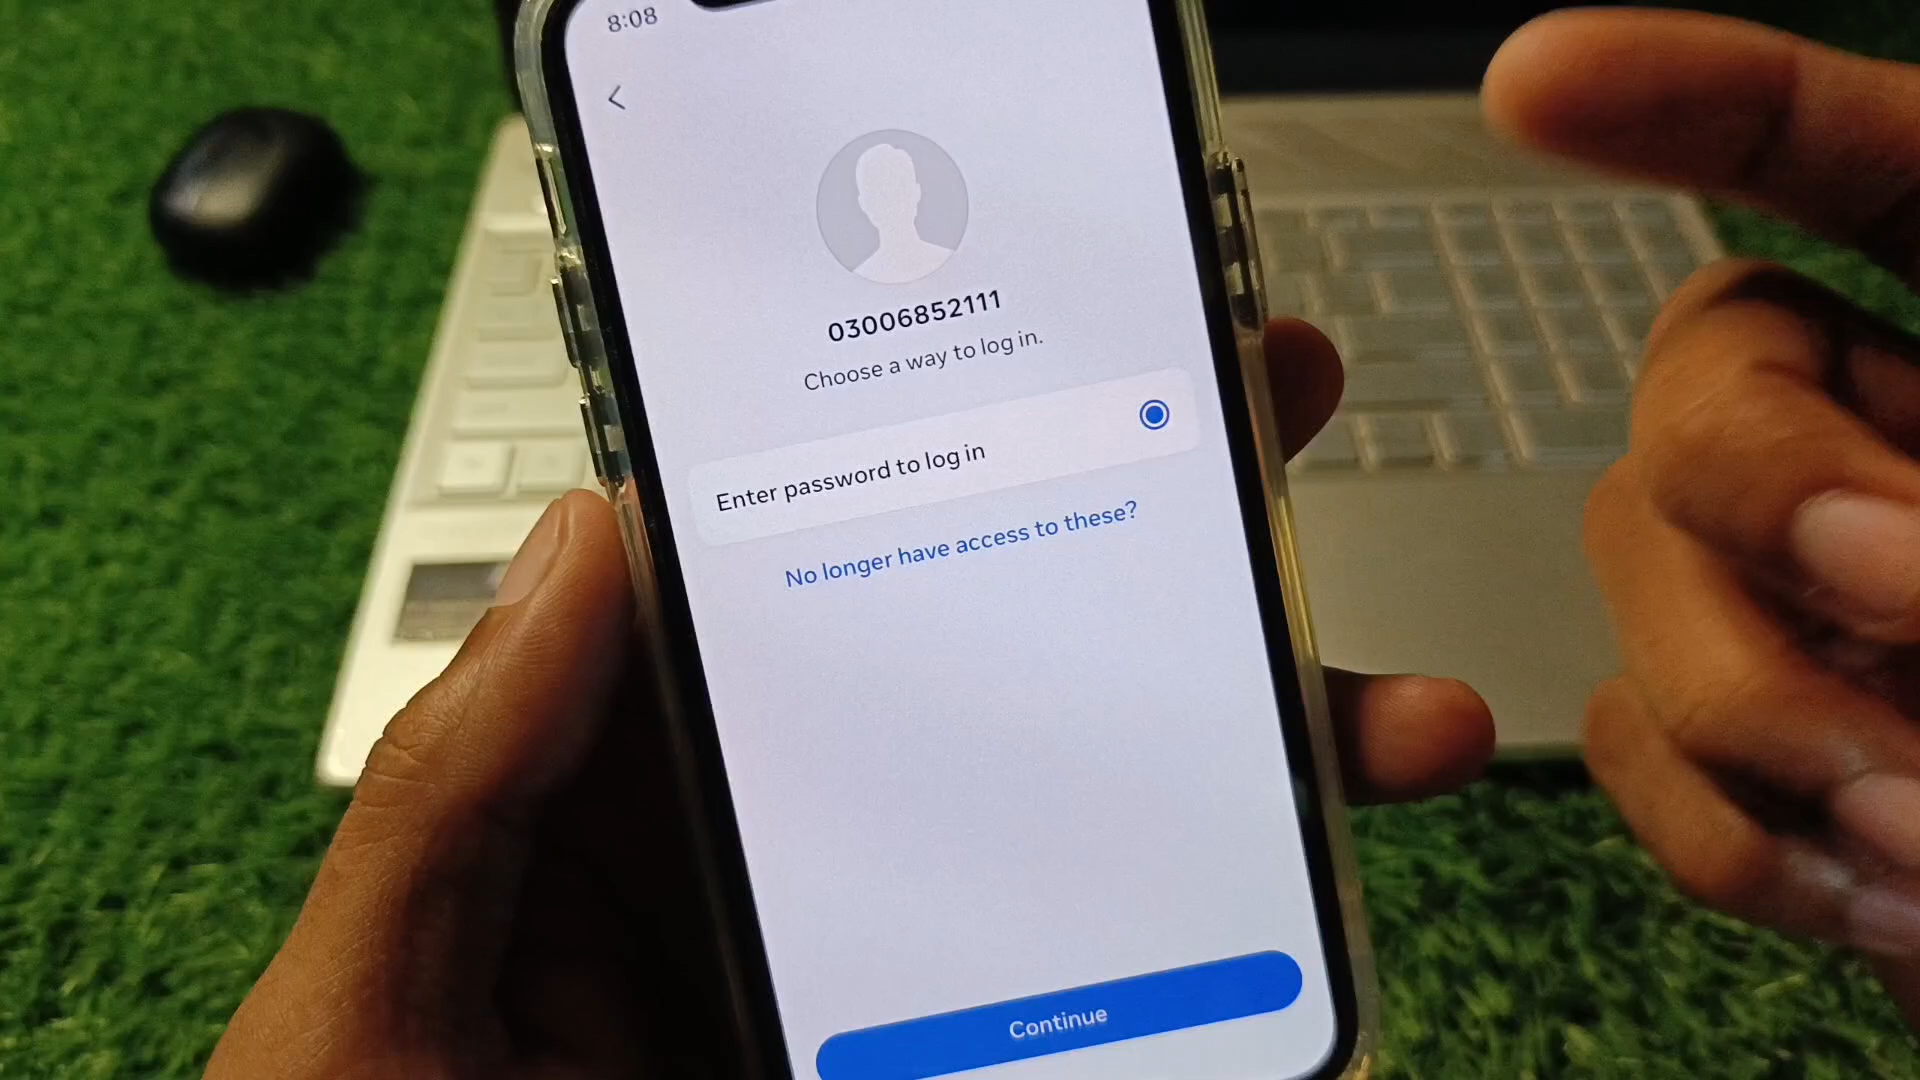 8:08
03006852111
Choose a way to log in.
Enter password to log in
No longer have access to these?
Continue